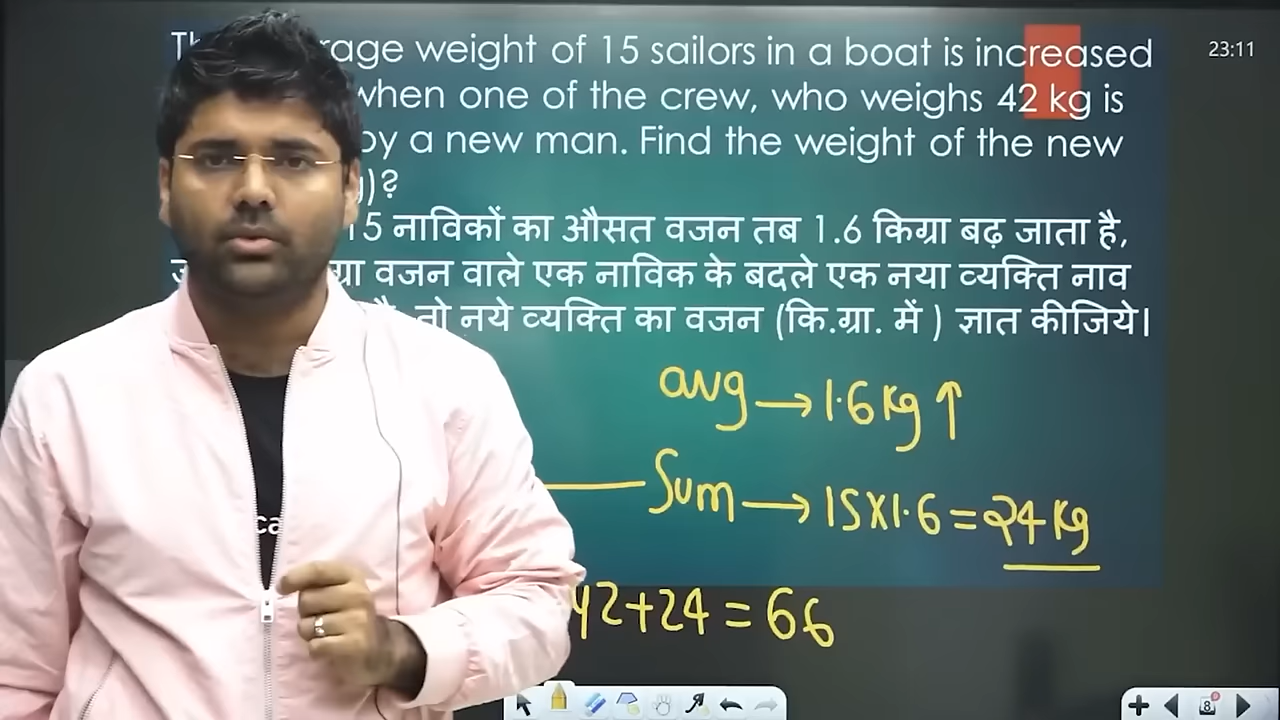 rage weight of 15 sailors in a boat is increased
when one of the crew, who weighs 42 kg is
by a new man. Find the weight of the new
)?
15 नाविकों का औसत वजन तब 1.6 किग्रा बढ़ जाता है,
ग्रा वजन वाले एक नाविक के बदले एक नया व्यक्ति नाव
तो नये व्यक्ति का वजन (कि.ग्रा. में ) ज्ञात कीजिये।
avg → 1.6 kg ↑
Sum → 15×1.6 = 24 kg
42+24 = 66
23:11
8
ca